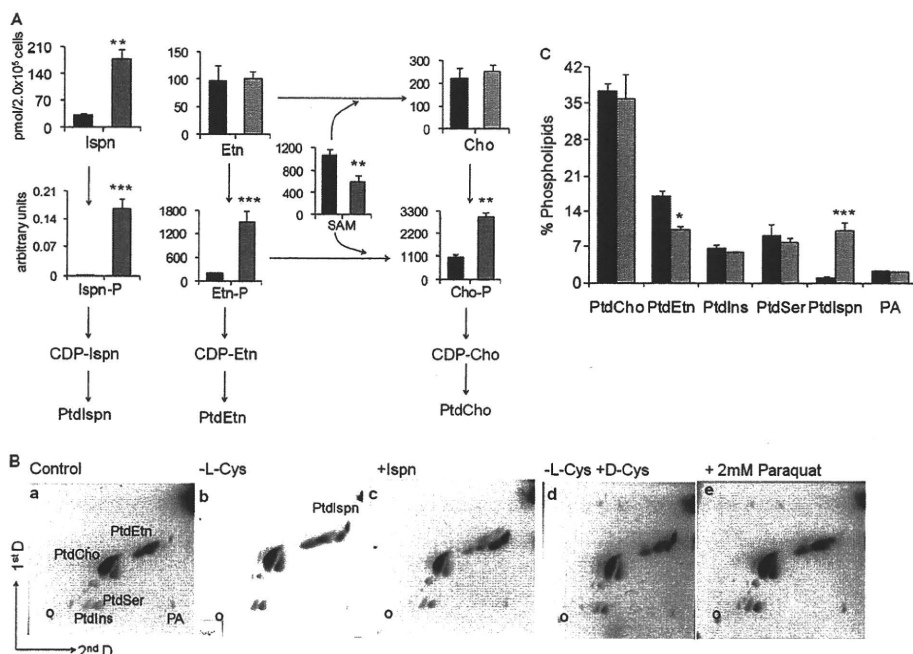 A
pmol/2.0x10⁵ cells
210
140
70
0
**
Ispn
150
100
50
0
Etn
300
200
100
0
Cho
1200
800
400
0
**
SAM
arbitrary units
0.21
0.14
0.07
0
***
Ispn-P
1800
1200
600
0
***
Etn-P
3300
2200
1100
0
**
Cho-P
CDP-Ispn
CDP-Etn
CDP-Cho
PtdIspn
PtdEtn
PtdCho
C
% Phospholipids
42
35
28
21
14
7
0
*
***
PtdCho PtdEtn PtdIns PtdSer PtdIspn PA
B
Control
-L-Cys
+Ispn
-L-Cys +D-Cys
+ 2mM Paraquat
a
b
c
d
e
PtdIspn
PtdEtn
PtdCho
PtdSer
PtdIns
PA
O
O
O
O
O
1ˢᵗ D
2ⁿᵈ D